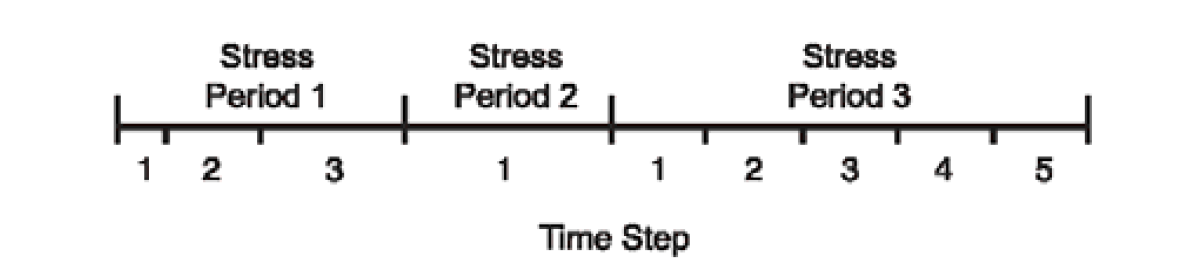 Stress Period 1
Stress Period 2
Stress Period 3
1 2 3 1 1 2 3 4 5
Time Step